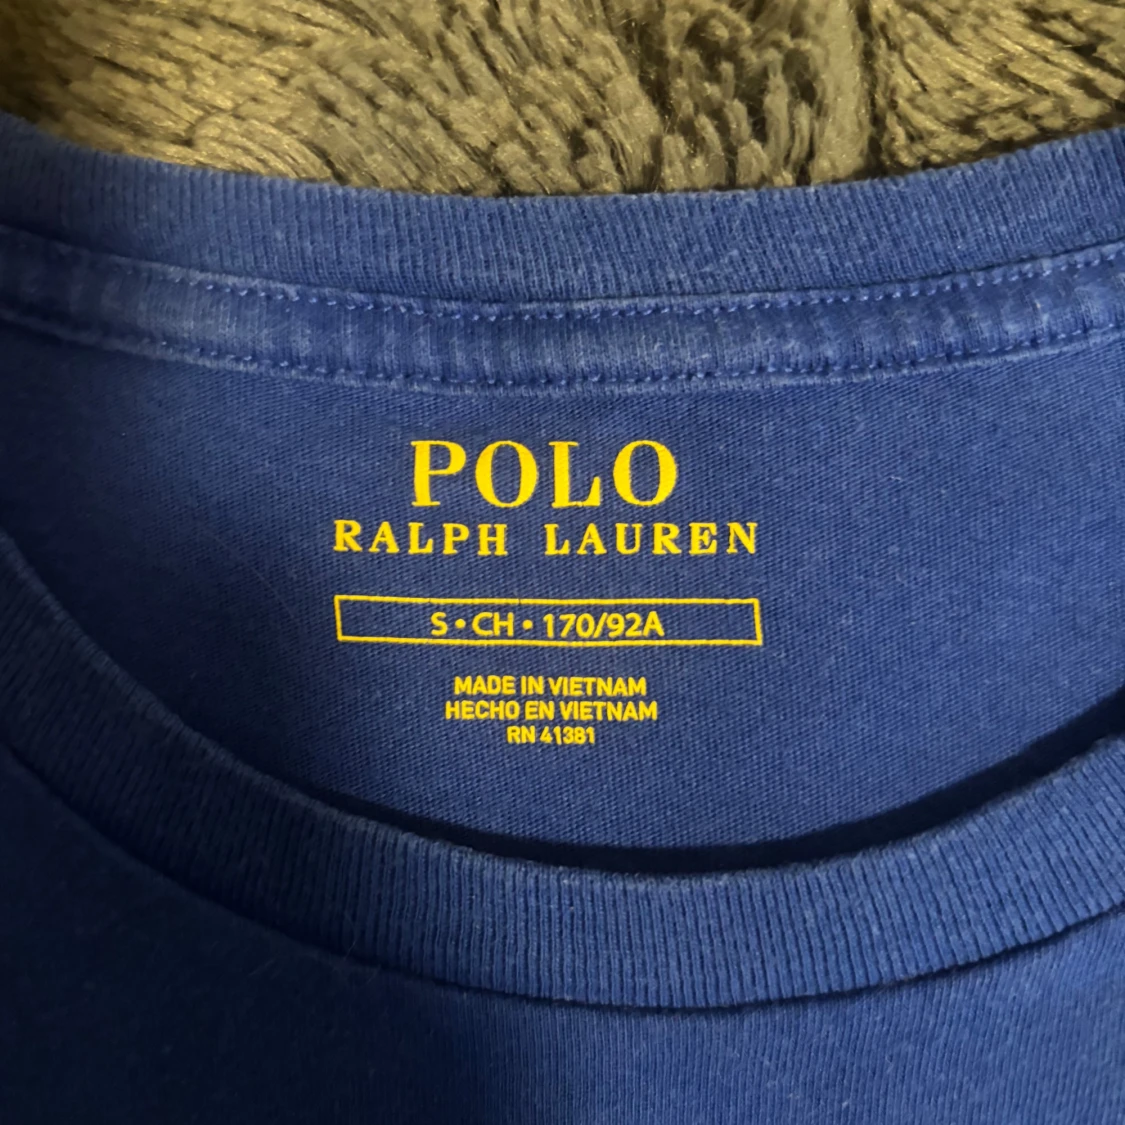 POLO
RALPH LAUREN
S • CH • 170/92A
MADE IN VIETNAM
HECHO EN VIETNAM
RN 41381